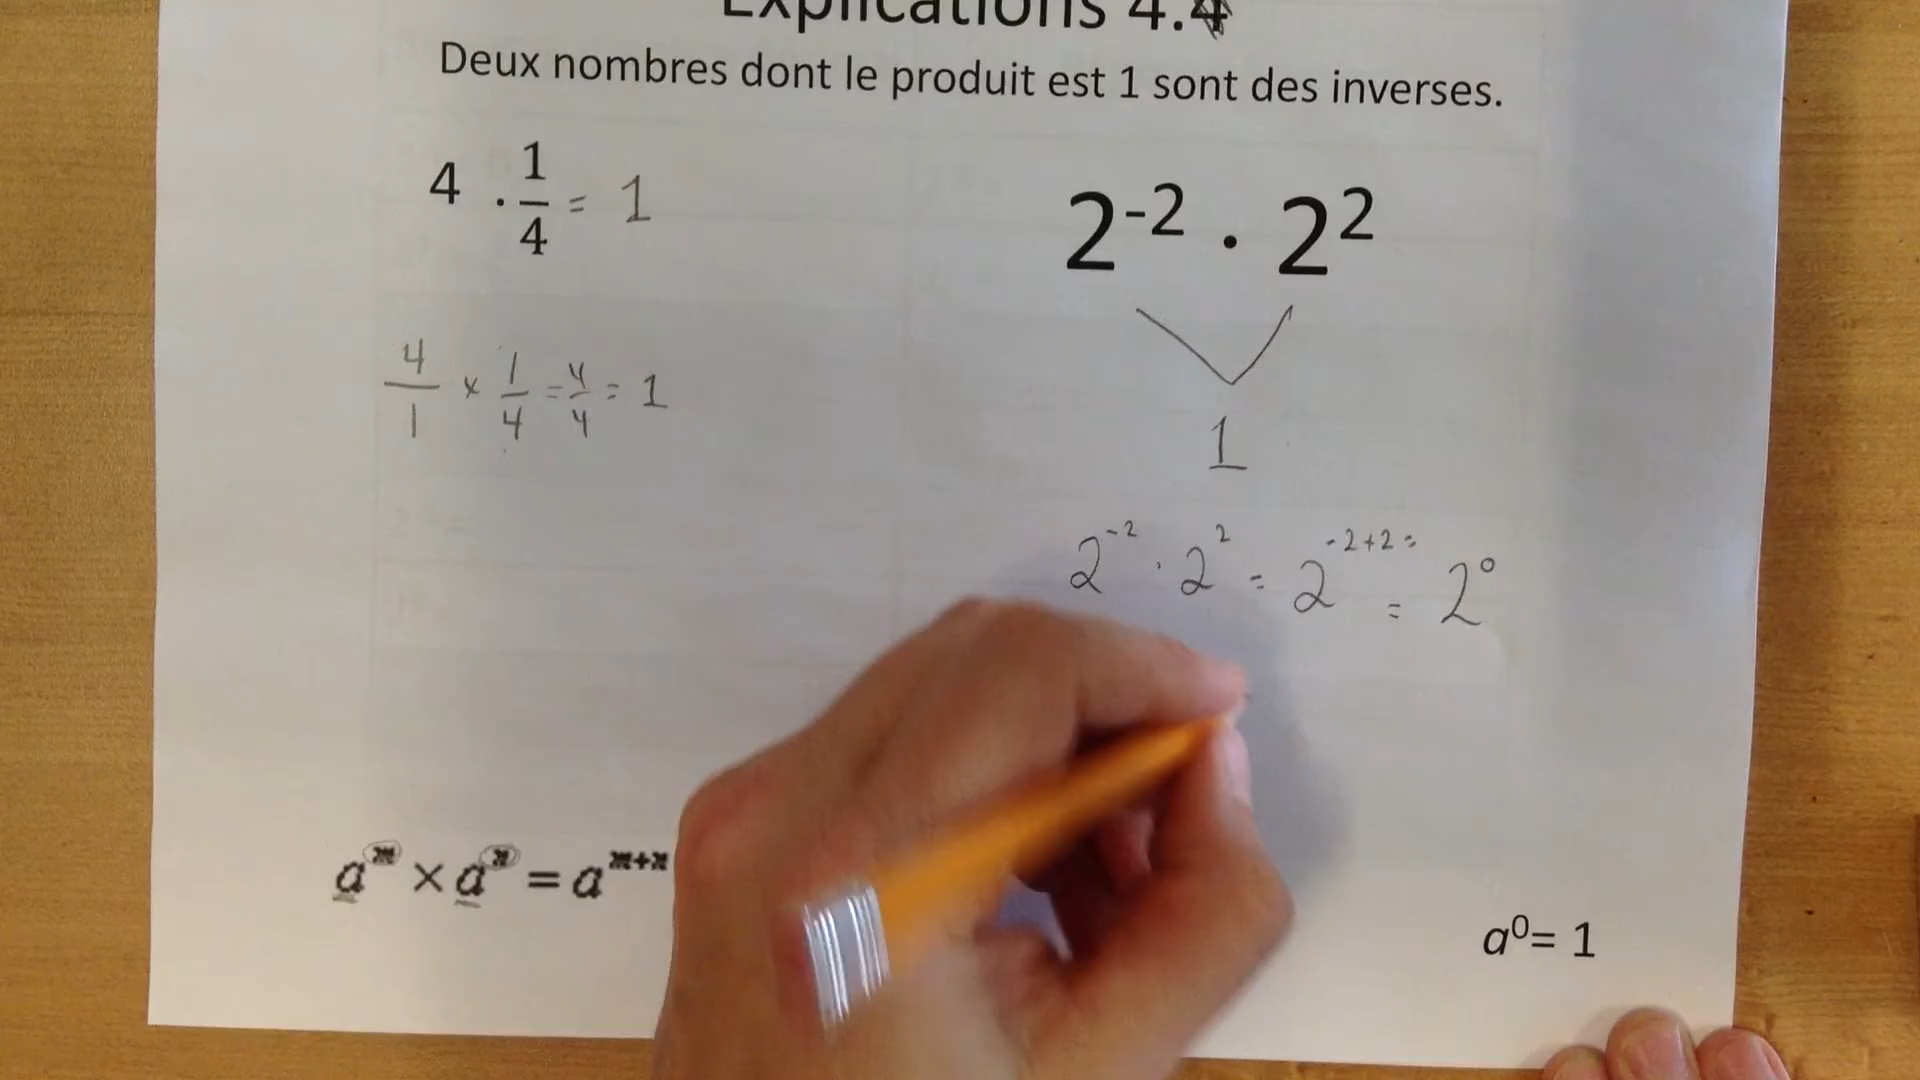 Explications 4.4
Deux nombres dont le produit est 1 sont des inverses.
4 · 1/4 = 1
2⁻² · 2²
4/1 × 1/4 = 4/4 = 1
1
2⁻² · 2² = 2⁻²⁺²⁼ = 2⁰
aᵐ × aⁿ = aᵐ⁺ⁿ
a⁰= 1